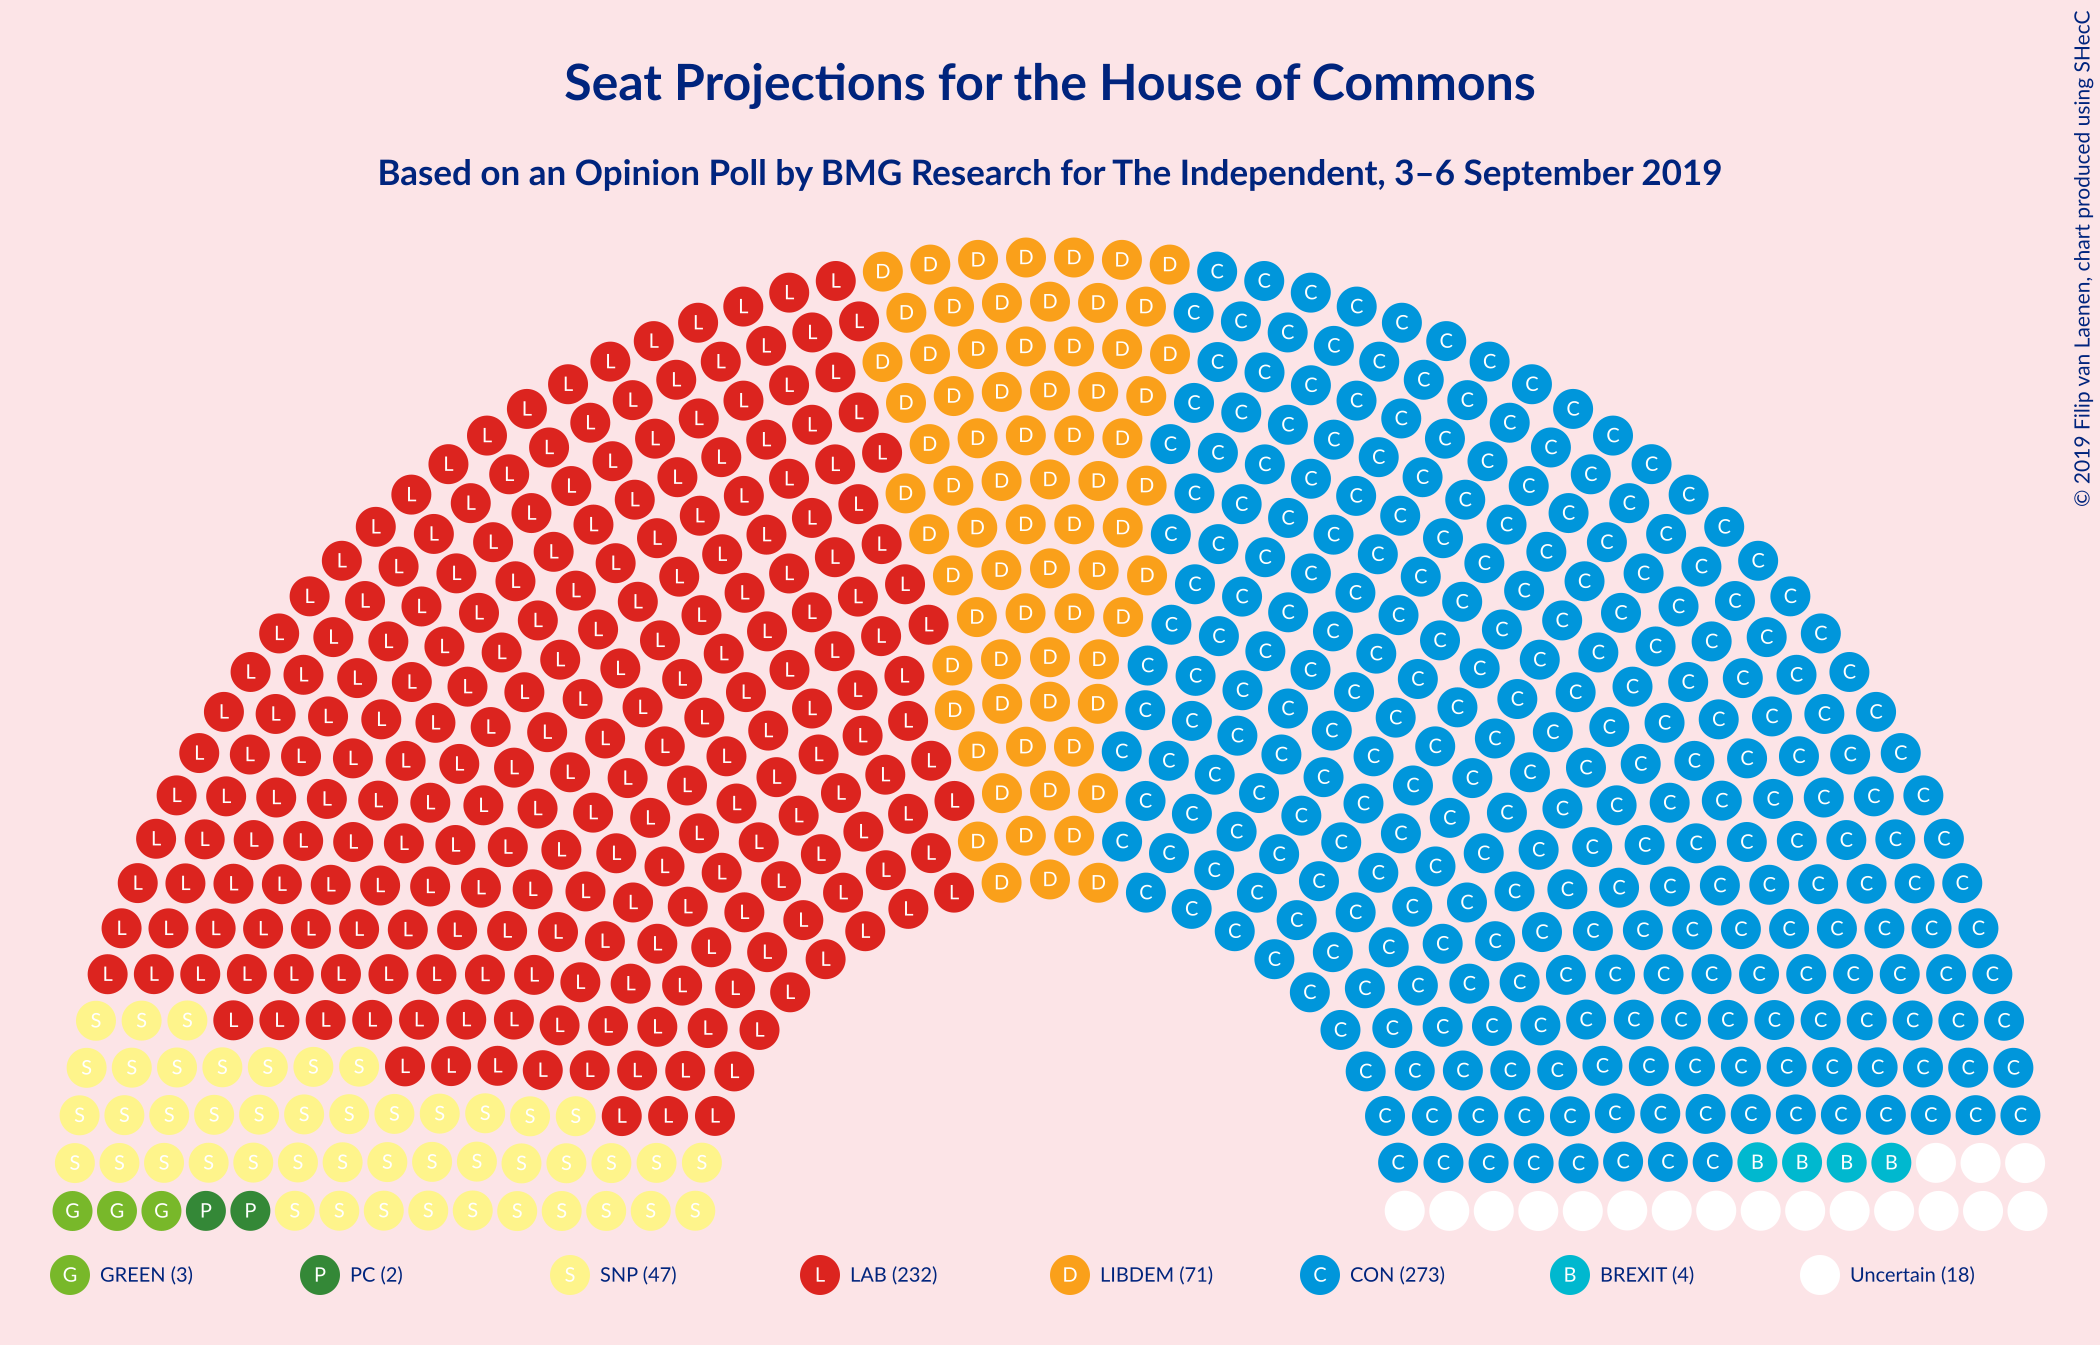 Seat Projections for the House of Commons
Based on an Opinion Poll by BMG Research for The Independent, 3–6 September 2019
© 2019 Filip van Laenen, chart produced using SHecC
G GREEN (3)
P PC (2)
S SNP (47)
L LAB (232)
D LIBDEM (71)
C CON (273)
B BREXIT (4)
Uncertain (18)